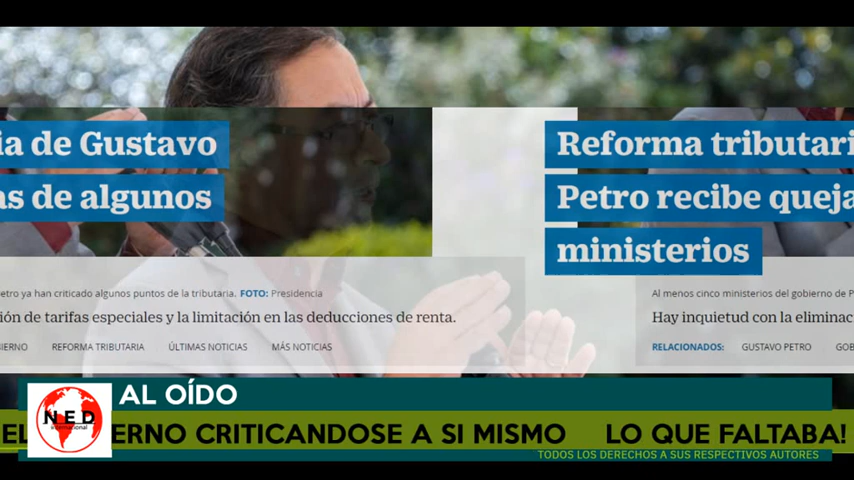 ia de Gustavo
as de algunos
Reforma tributari
Petro recibe queja
ministerios
etro ya han criticado algunos puntos de la tributaria. FOTO: Presidencia
ión de tarifas especiales y la limitación en las deducciones de renta.
BIERNO REFORMA TRIBUTARIA ÚLTIMAS NOTICIAS MÁS NOTICIAS
Al menos cinco ministerios del gobierno de P
Hay inquietud con la eliminac
RELACIONADOS: GUSTAVO PETRO GOB
AL OÍDO
NED
internacional
EL ERNO CRITICANDOSE A SI MISMO LO QUE FALTABA!
TODOS LOS DERECHOS A SUS RESPECTIVOS AUTORES